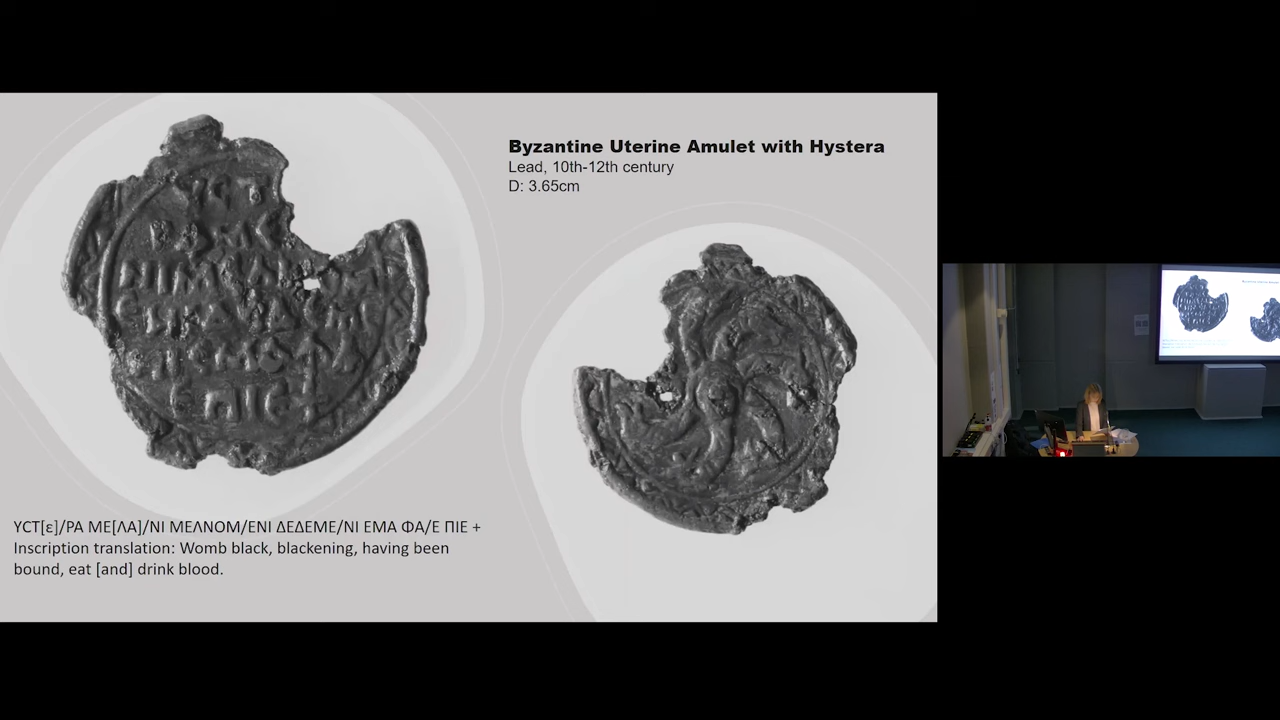 Byzantine Uterine Amulet with Hystera
Lead, 10th-12th century
D: 3.65cm
ΥCΤ[ε]/ΡΑ ΜΕ[ΛΑ]/ΝΙ ΜΕΛΝΟΜ/ΕΝΙ ΔΕΔΕΜΕ/ΝΙ ΕΜΑ ΦΑ/Ε ΠΙΕ +
Inscription translation: Womb black, blackening, having been
bound, eat [and] drink blood.